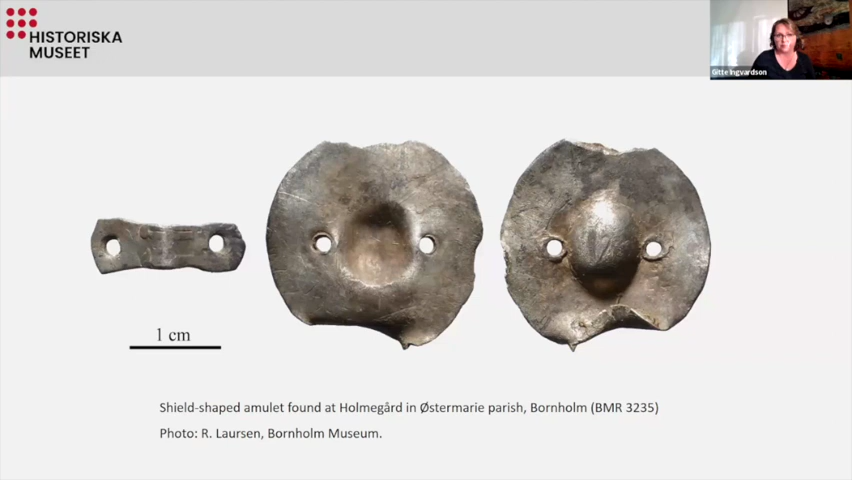 HISTORISKA
MUSEET
Gitte Ingvardson
1 cm
Shield-shaped amulet found at Holmegård in Østermarie parish, Bornholm (BMR 3235)
Photo: R. Laursen, Bornholm Museum.